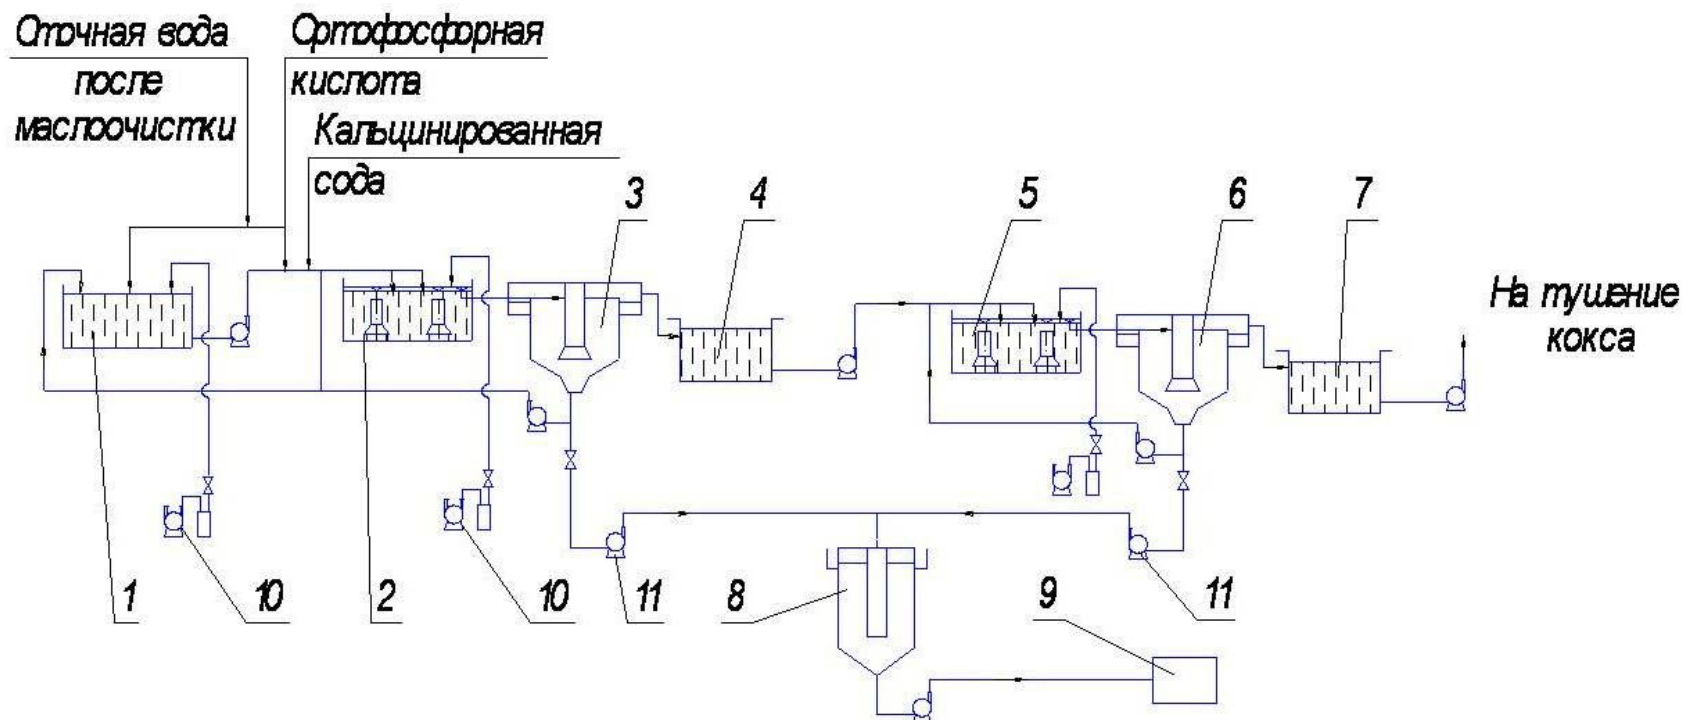 Сточная вода
после
маслоочистки
Ортофосфорная
кислота
Кальцинированная
сода
3
4
5
6
7
На тушение
кокса
1
10
2
10
11
8
9
11